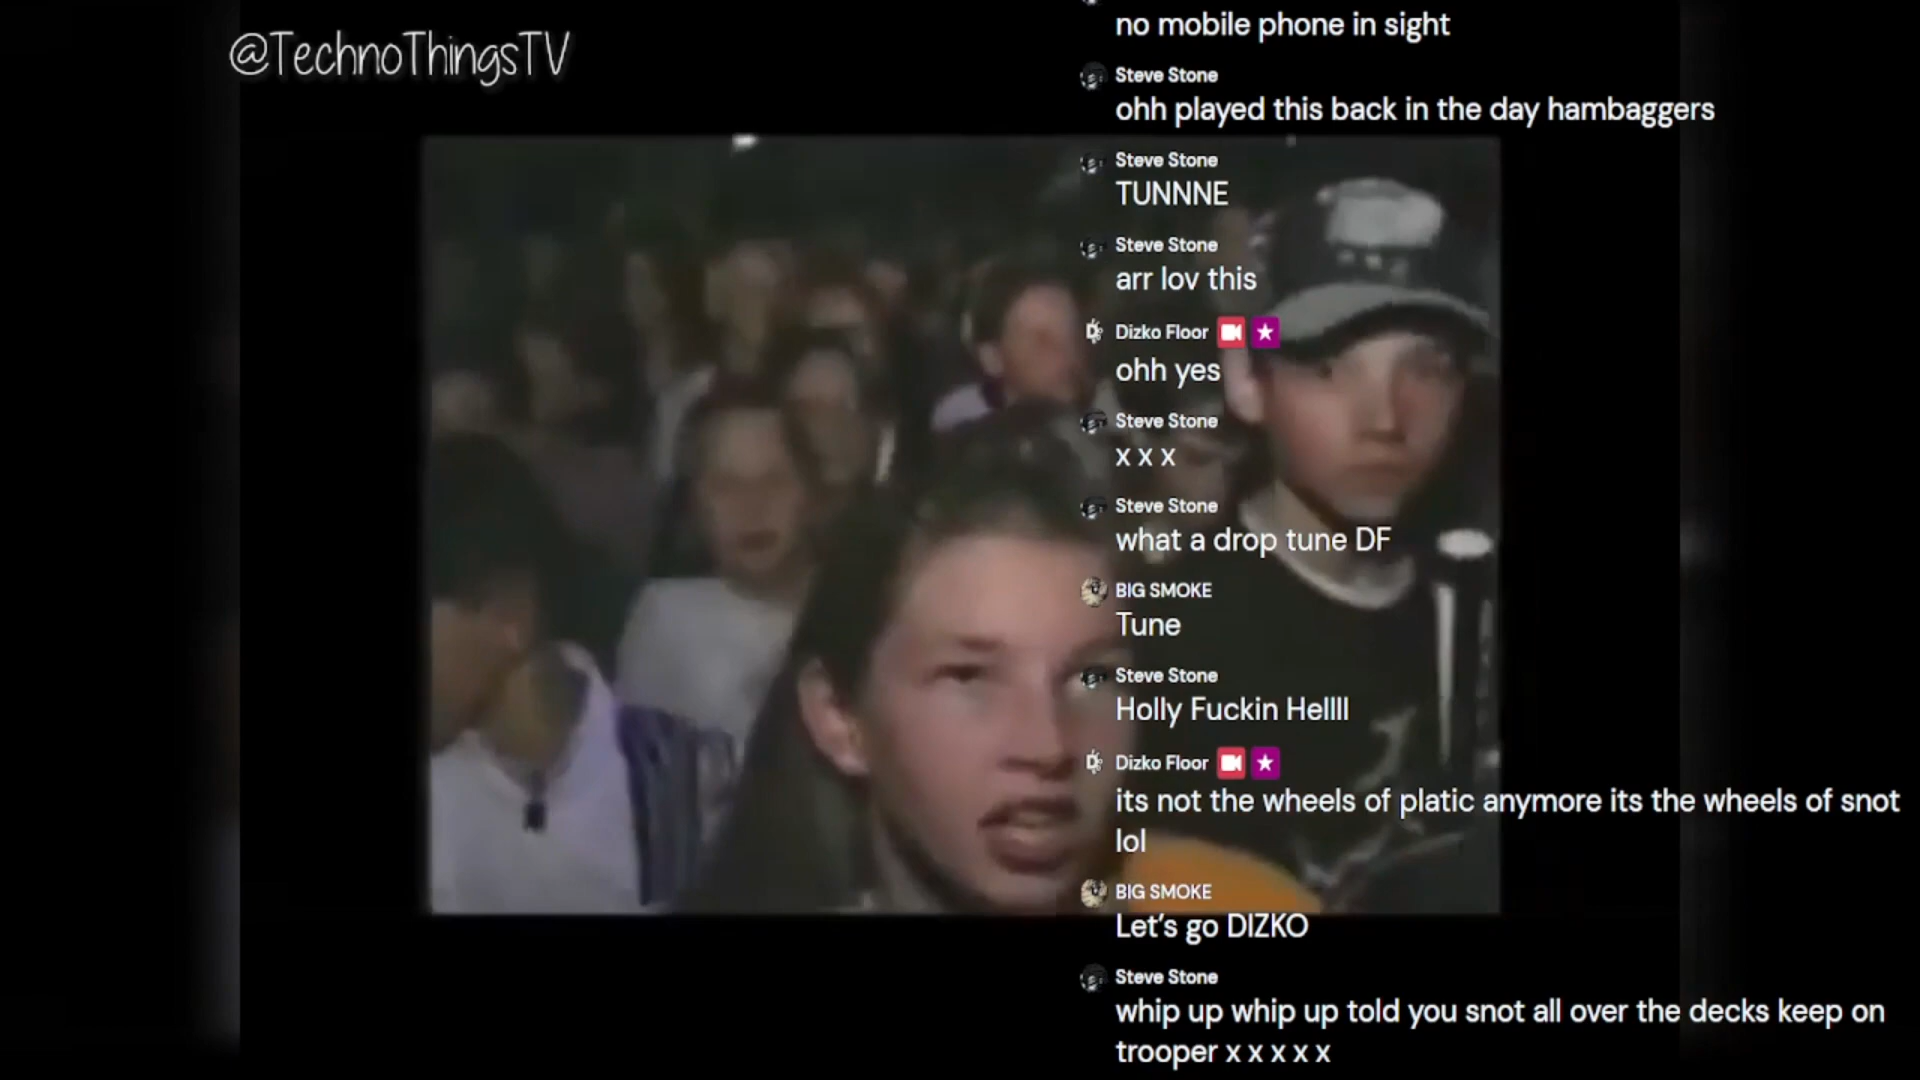 @TechnoThingsTV
no mobile phone in sight
Steve Stone
ohh played this back in the day hambaggers
Steve Stone
TUNNNE
Steve Stone
arr lov this
Dizko Floor
ohh yes
Steve Stone
x x x
Steve Stone
what a drop tune DF
BIG SMOKE
Tune
Steve Stone
Holly Fuckin Hellll
Dizko Floor
its not the wheels of platic anymore its the wheels of snot
lol
BIG SMOKE
Let's go DIZKO
Steve Stone
whip up whip up told you snot all over the decks keep on
trooper x x x x x